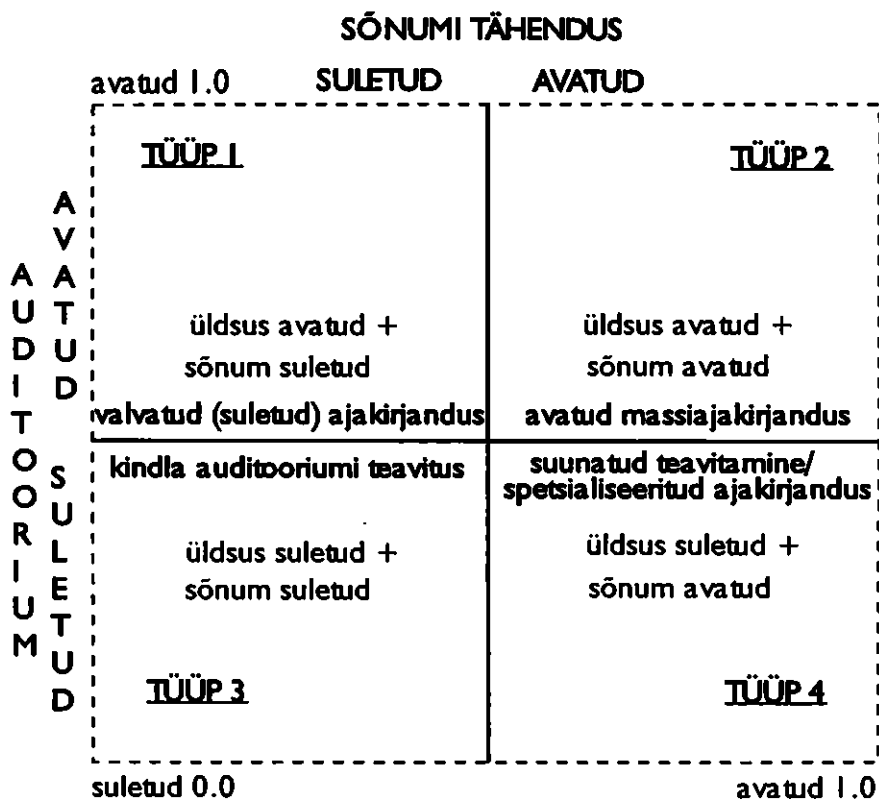 SÕNUMI TÄHENDUS
avatud 1.0 SULETUD AVATUD
TÜÜP 1
TÜÜP 2
AUDITOORIUM
AVATUD SULETUD
üldsus avatud +
sõnum suletud
üldsus avatud +
sõnum avatud
valvatud (suletud) ajakirjandus
avatud massiajakirjandus
kindla auditooriumi teavitus
suunatud teavitamine/
spetsialiseeritud ajakirjandus
üldsus suletud +
sõnum suletud
üldsus suletud +
sõnum avatud
TÜÜP 3
TÜÜP 4
suletud 0.0
avatud 1.0